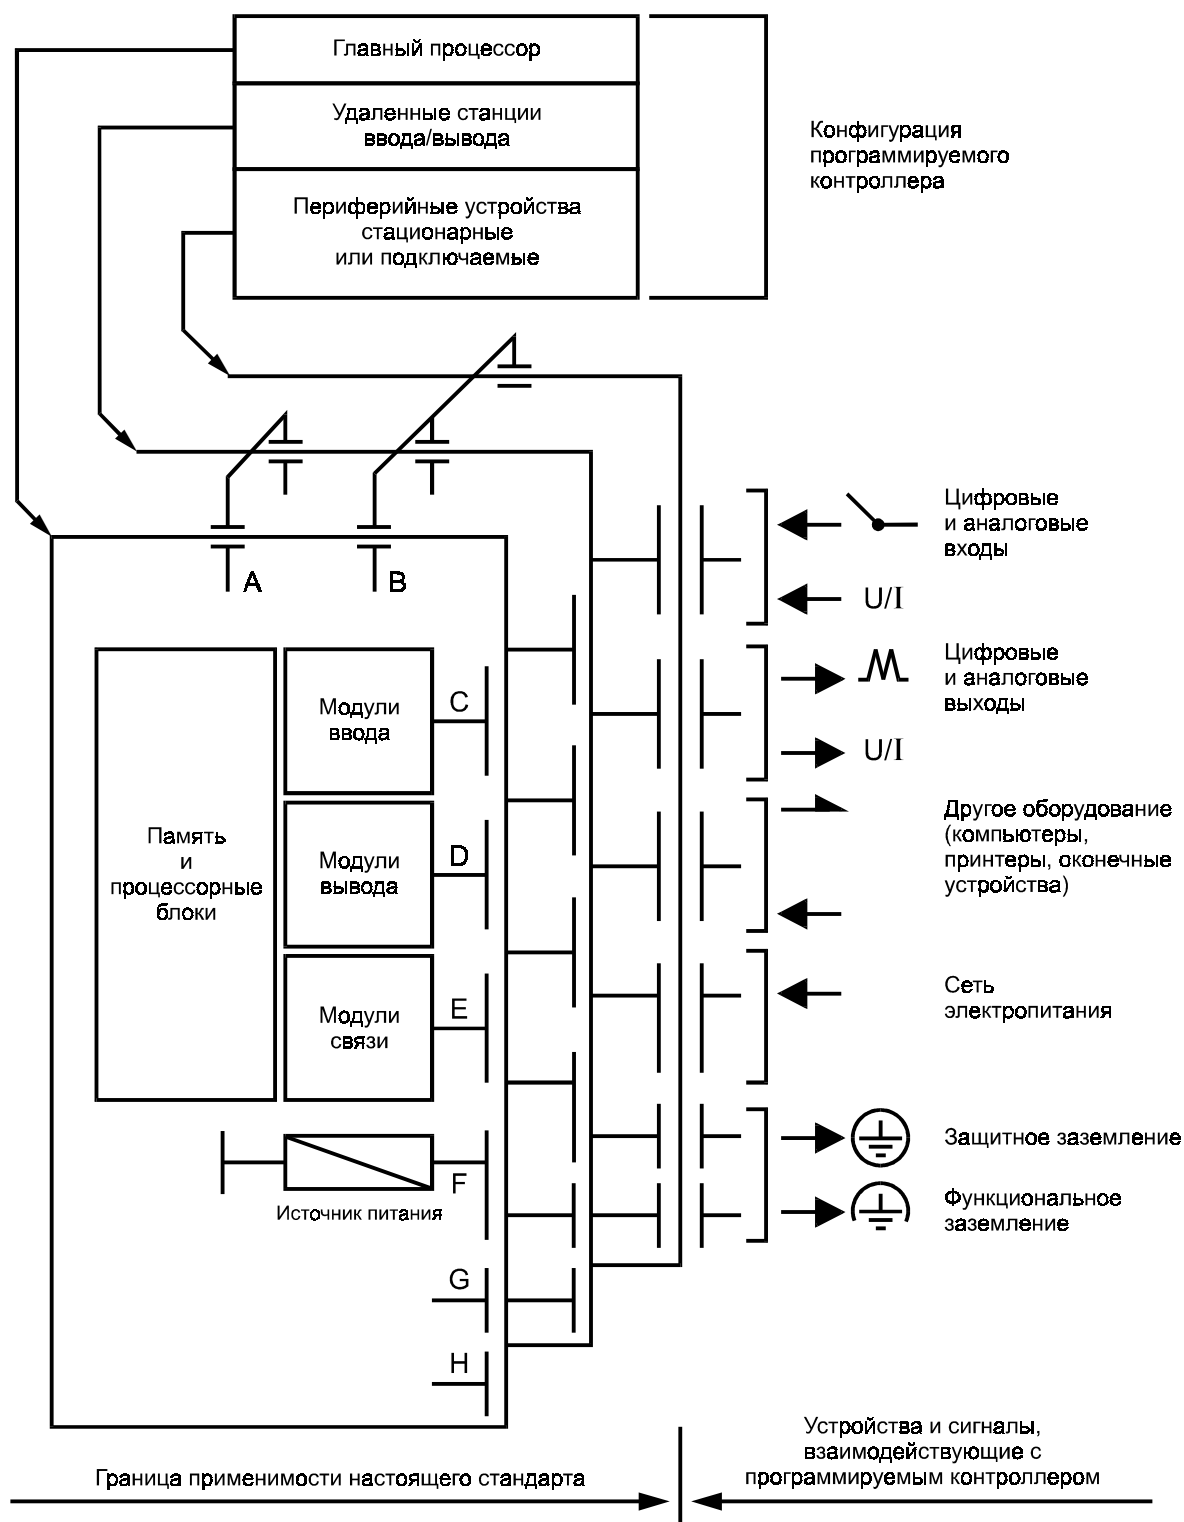 Главный процессор
Удаленные станции
ввода/вывода
Периферийные устройства
стационарные
или подключаемые
Конфигурация
программируемого
контроллера
A
B
Цифровые
и аналоговые
входы
U/I
Цифровые
и аналоговые
выходы
U/I
Память
и
процессорные
блоки
Модули
ввода
C
Модули
вывода
D
Модули
связи
E
Другое оборудование
(компьютеры,
принтеры, оконечные
устройства)
Сеть
электропитания
F
Источник питания
Защитное заземление
Функциональное
заземление
G
H
Граница применимости настоящего стандарта
Устройства и сигналы,
взаимодействующие с
программируемым контроллером